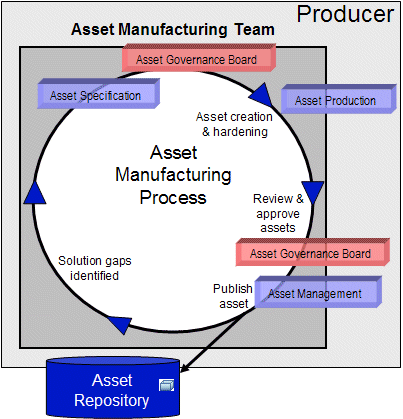 Producer
Asset Manufacturing Team
Asset Governance Board
Asset Specification
Asset Production
Asset creation
& hardening
Asset
Manufacturing
Process
Review &
approve
assets
Asset Governance Board
Solution gaps
identified
Publish
asset
Asset Management
Asset
Repository